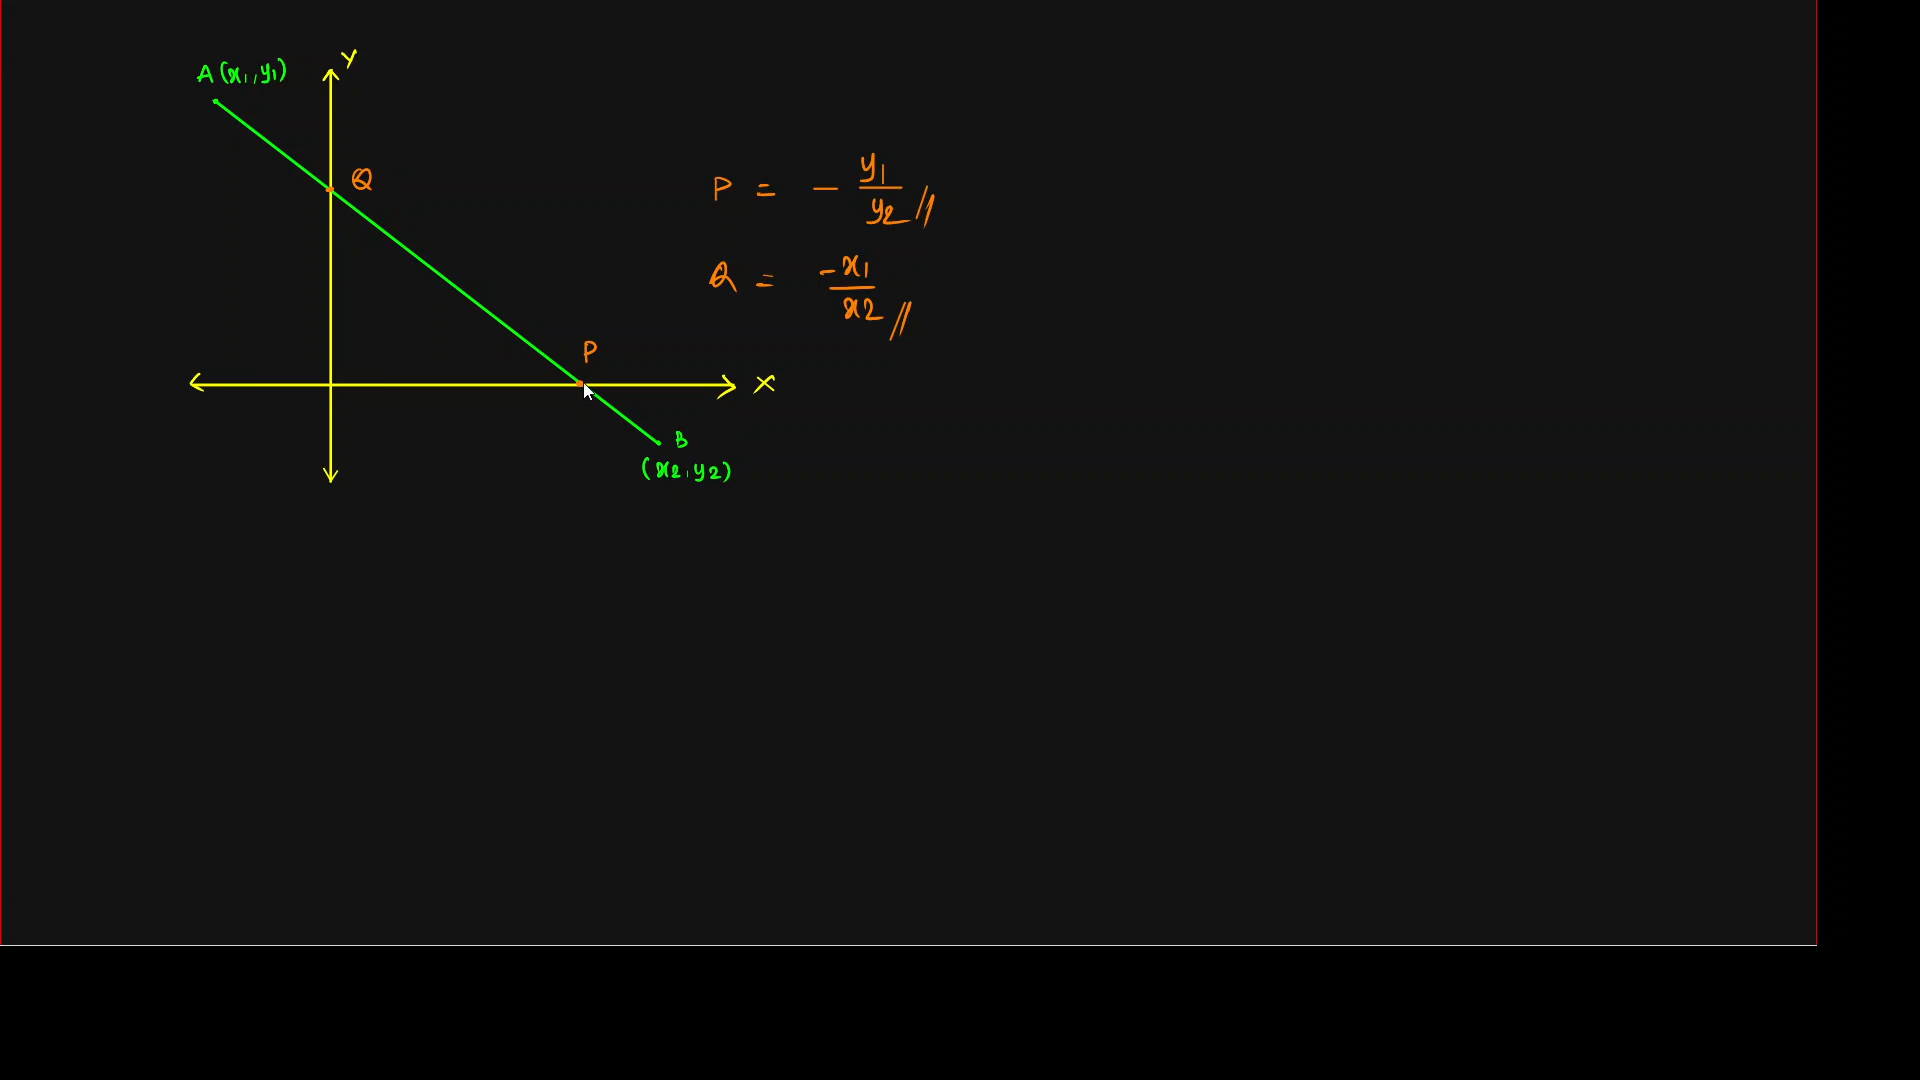 Y
A (x1, y1)
Q
P = - y1/y2 //
Q = -x1/x2 //
P
X
B
(x2, y2)